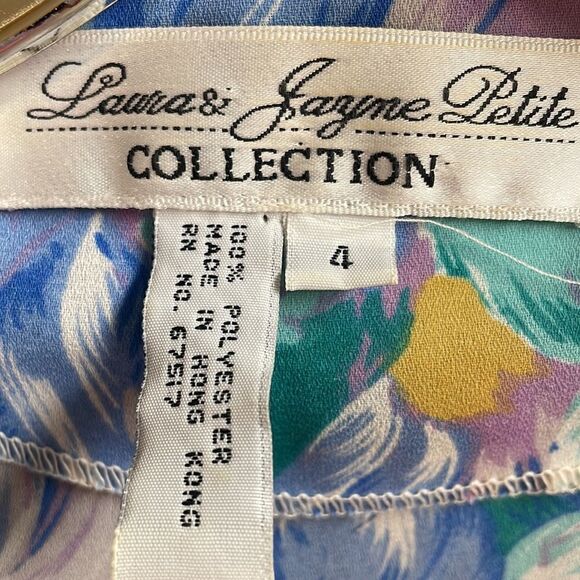 Laura & Jayne Petite
COLLECTION
4
100% POLYESTER
MADE IN HONG KONG
RN NO. 67517